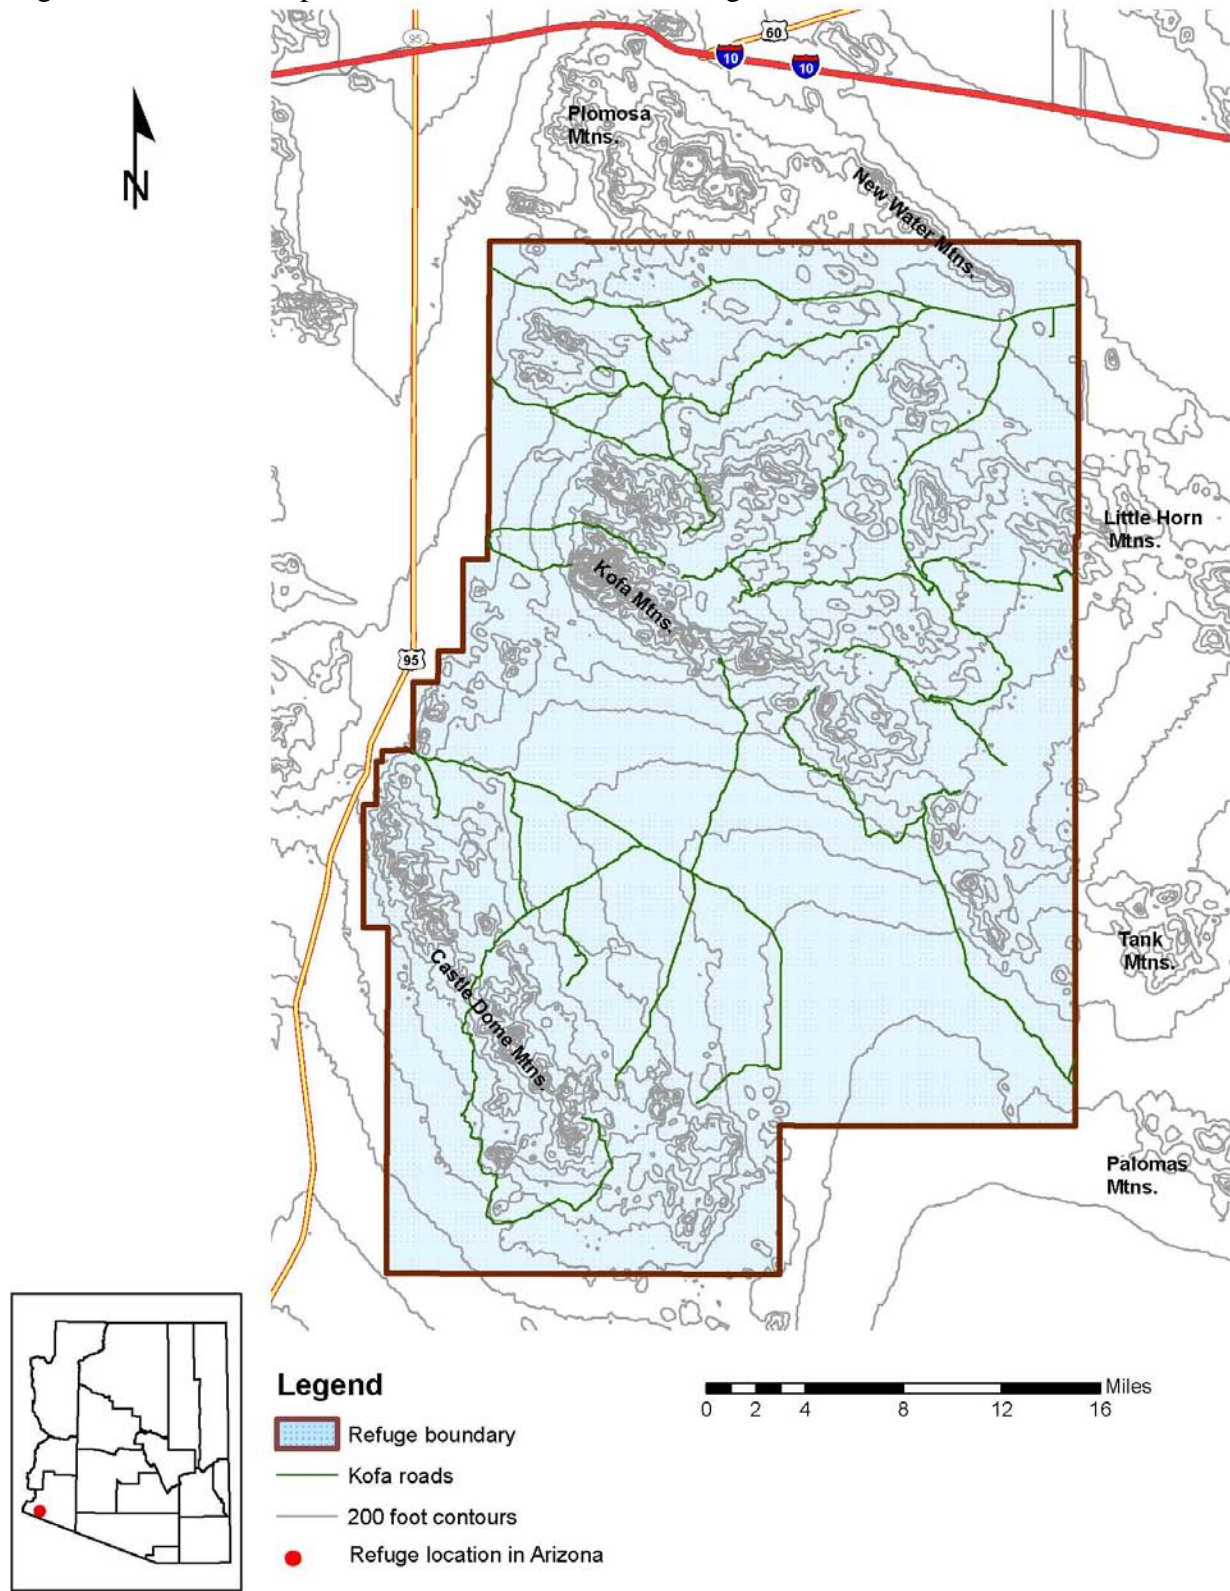 95
60
10
10
Plomosa
Mtns.
New Water Mtns.
Little Horn
Mtns.
Kofa Mtns.
95
Tank
Mtns.
Castle Dome Mtns.
Palomas
Mtns.
N
Legend
Refuge boundary
Kofa roads
200 foot contours
Refuge location in Arizona
Miles
0 2 4 8 12 16